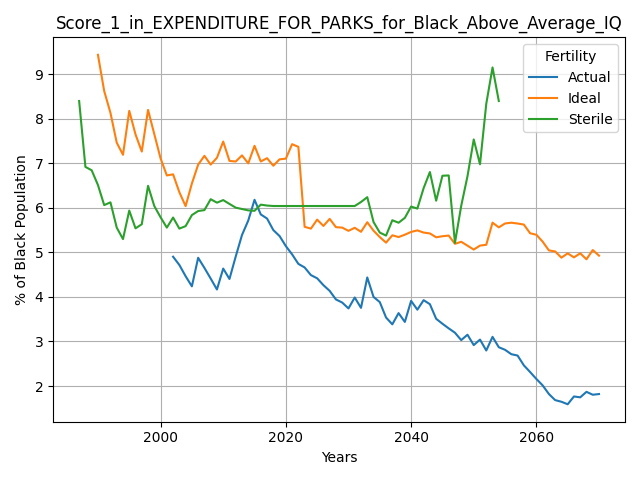 Score_1_in_EXPENDITURE_FOR_PARKS_for_Black_Above_Average_IQ
Fertility
Actual
Ideal
Sterile
% of Black Population
9
8
7
6
5
4
3
2
2000
2020
2040
2060
Years